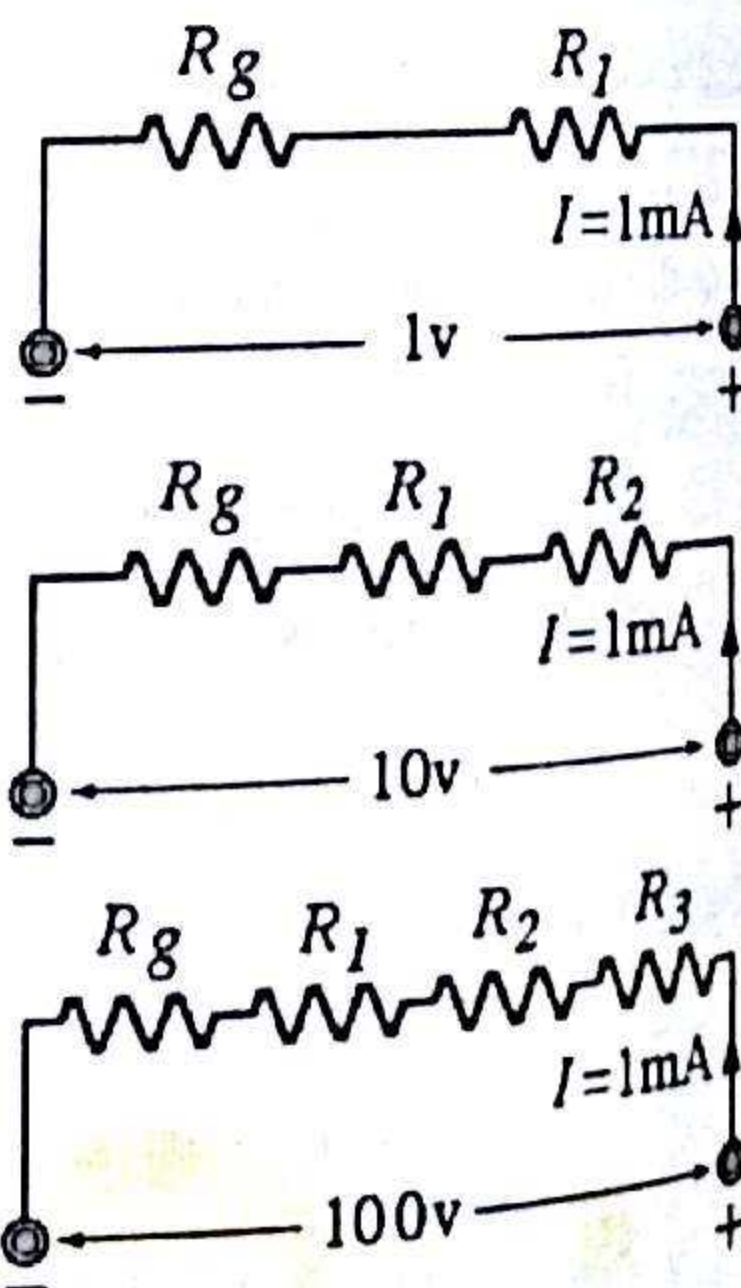 Rg R1
I=1mA
1v
− +
Rg R1 R2
I=1mA
10v
− +
Rg R1 R2 R3
I=1mA
100v
− +